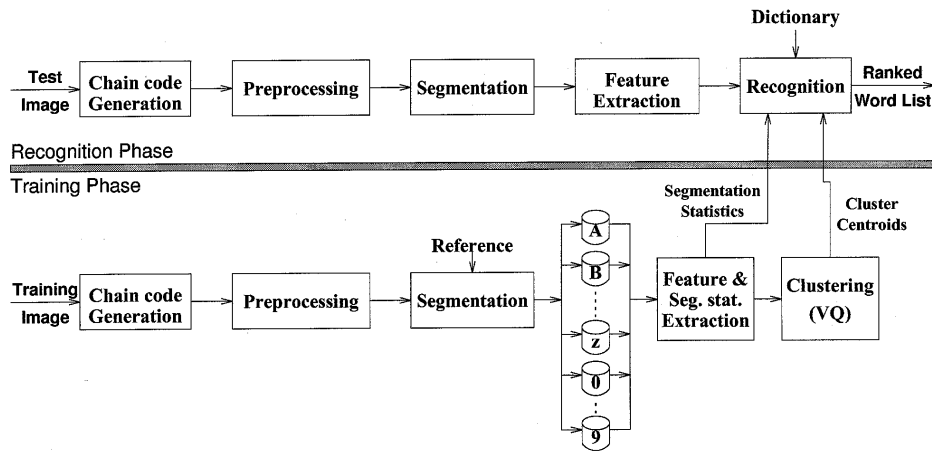 Dictionary
Test
Image
Chain code
Generation
Preprocessing
Segmentation
Feature
Extraction
Recognition
Ranked
Word List
Recognition Phase
Training Phase
Segmentation
Statistics
Cluster
Centroids
Reference
Training
Image
Chain code
Generation
Preprocessing
Segmentation
A
B
z
0
9
Feature &
Seg. stat.
Extraction
Clustering
(VQ)